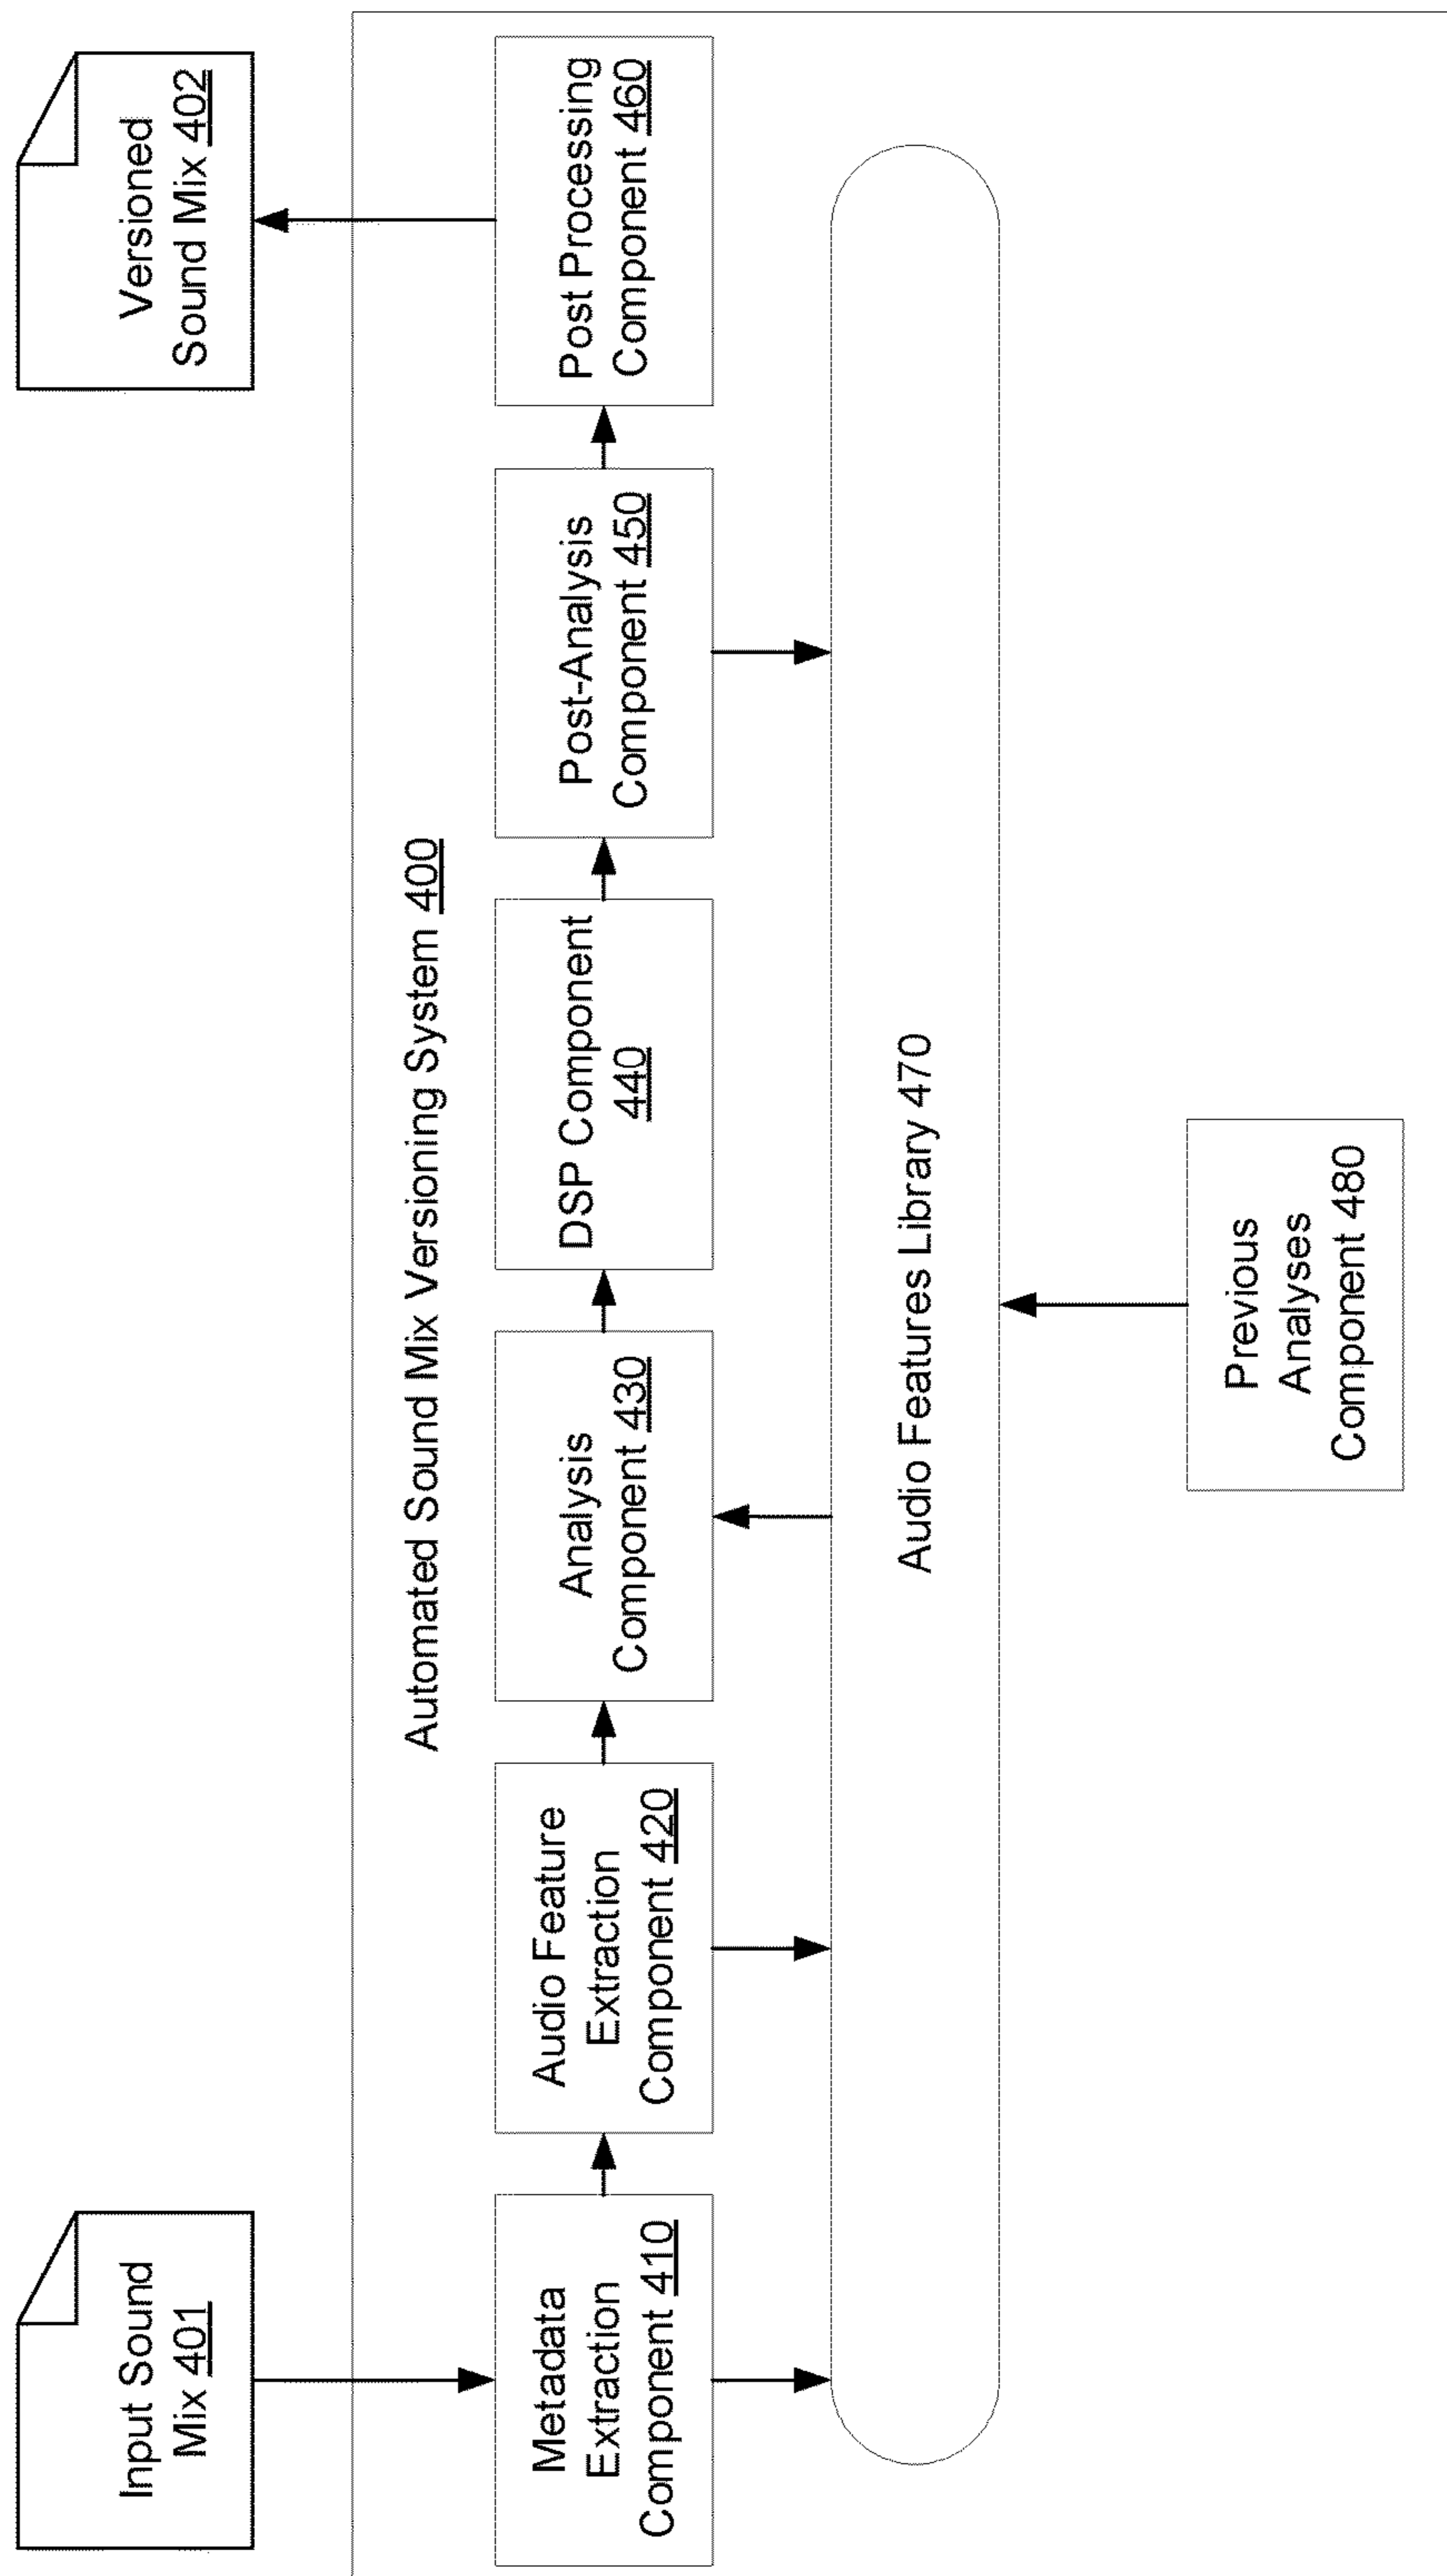 Input Sound
Mix 401
Versioned
Sound Mix 402
Automated Sound Mix Versioning System 400
Metadata
Extraction
Component 410
Audio Feature
Extraction
Component 420
Analysis
Component 430
DSP Component
440
Post-Analysis
Component 450
Post Processing
Component 460
Audio Features Library 470
Previous
Analyses
Component 480